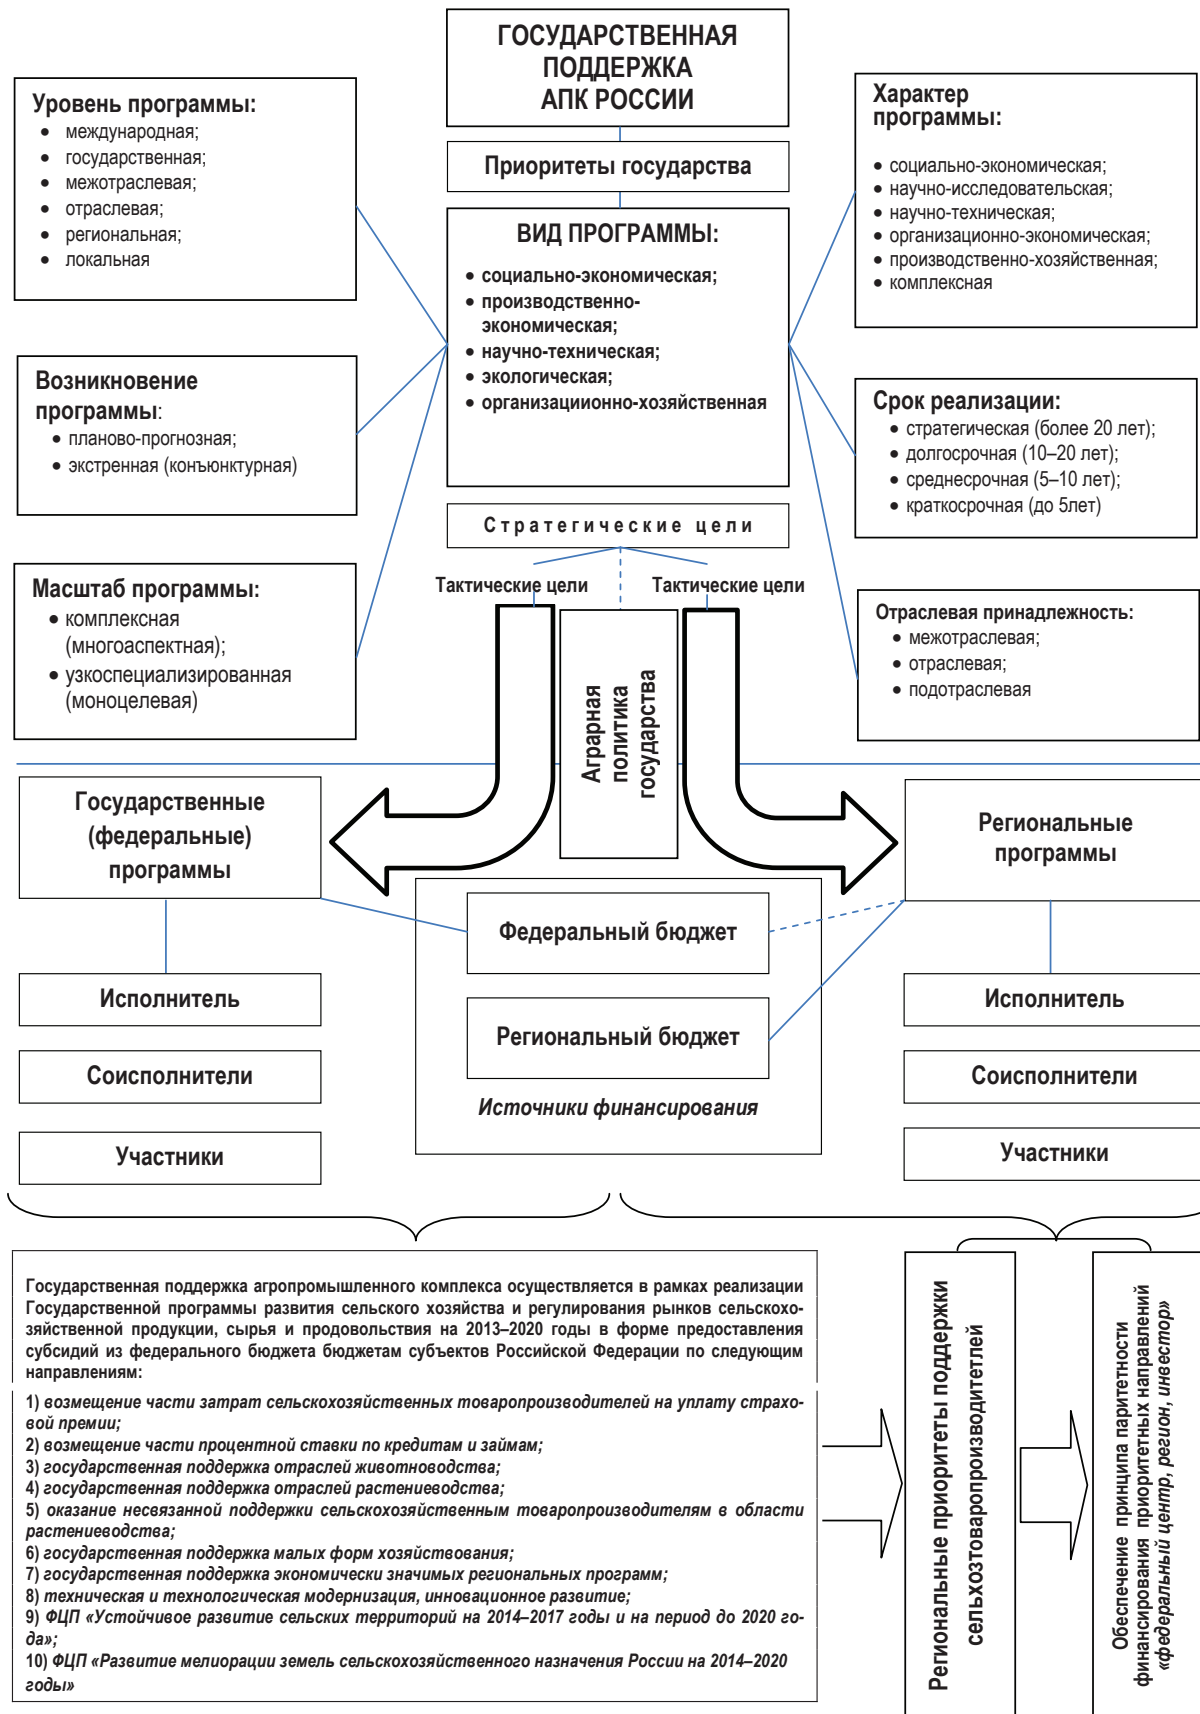 ГОСУДАРСТВЕННАЯ
ПОДДЕРЖКА
АПК РОССИИ
Приоритеты государства
Уровень программы:
• международная;
• государственная;
• межотраслевая;
• отраслевая;
• региональная;
• локальная
Возникновение
программы:
• планово-прогнозная;
• экстренная (конъюнктурная)
Масштаб программы:
• комплексная
(многоаспектная);
• узкоспециализированная
(моноцелевая)
ВИД ПРОГРАММЫ:
• социально-экономическая;
• производственно-
экономическая;
• научно-техническая;
• экологическая;
• организациионно-хозяйственная
Характер
программы:
• социально-экономическая;
• научно-исследовательская;
• научно-техническая;
• организационно-экономическая;
• производственно-хозяйственная;
• комплексная
Срок реализации:
• стратегическая (более 20 лет);
• долгосрочная (10–20 лет);
• среднесрочная (5–10 лет);
• краткосрочная (до 5лет)
Отраслевая принадлежность:
• межотраслевая;
• отраслевая;
• подотраслевая
Стратегические цели
Тактические цели
Тактические цели
Аграрная
политика
государства
Государственные
(федеральные)
программы
Региональные
программы
Федеральный бюджет
Региональный бюджет
Источники финансирования
Исполнитель
Соисполнители
Участники
Исполнитель
Соисполнители
Участники
Государственная поддержка агропромышленного комплекса осуществляется в рамках реализации
Государственной программы развития сельского хозяйства и регулирования рынков сельскохо-
зяйственной продукции, сырья и продовольствия на 2013–2020 годы в форме предоставления
субсидий из федерального бюджета бюджетам субъектов Российской Федерации по следующим
направлениям:
1) возмещение части затрат сельскохозяйственных товаропроизводителей на уплату страхо-
вой премии;
2) возмещение части процентной ставки по кредитам и займам;
3) государственная поддержка отраслей животноводства;
4) государственная поддержка отраслей растениеводства;
5) оказание несвязанной поддержки сельскохозяйственным товаропроизводителям в области
растениеводства;
6) государственная поддержка малых форм хозяйствования;
7) государственная поддержка экономически значимых региональных программ;
8) техническая и технологическая модернизация, инновационное развитие;
9) ФЦП «Устойчивое развитие сельских территорий на 2014–2017 годы и на период до 2020 го-
да»;
10) ФЦП «Развитие мелиорации земель сельскохозяйственного назначения России на 2014–2020
годы»
Региональные приоритеты поддержки
сельхозтоваропроизводитетлей
Обеспечение принципа паритетности
финансирования приоритетных направлений
«федеральный центр, регион, инвестор»